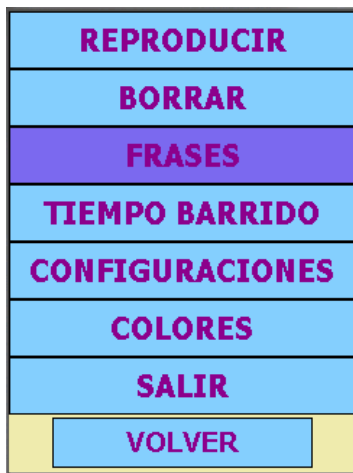 REPRODUCIR
BORRAR
FRASES
TIEMPO BARRIDO
CONFIGURACIONES
COLORES
SALIR
VOLVER